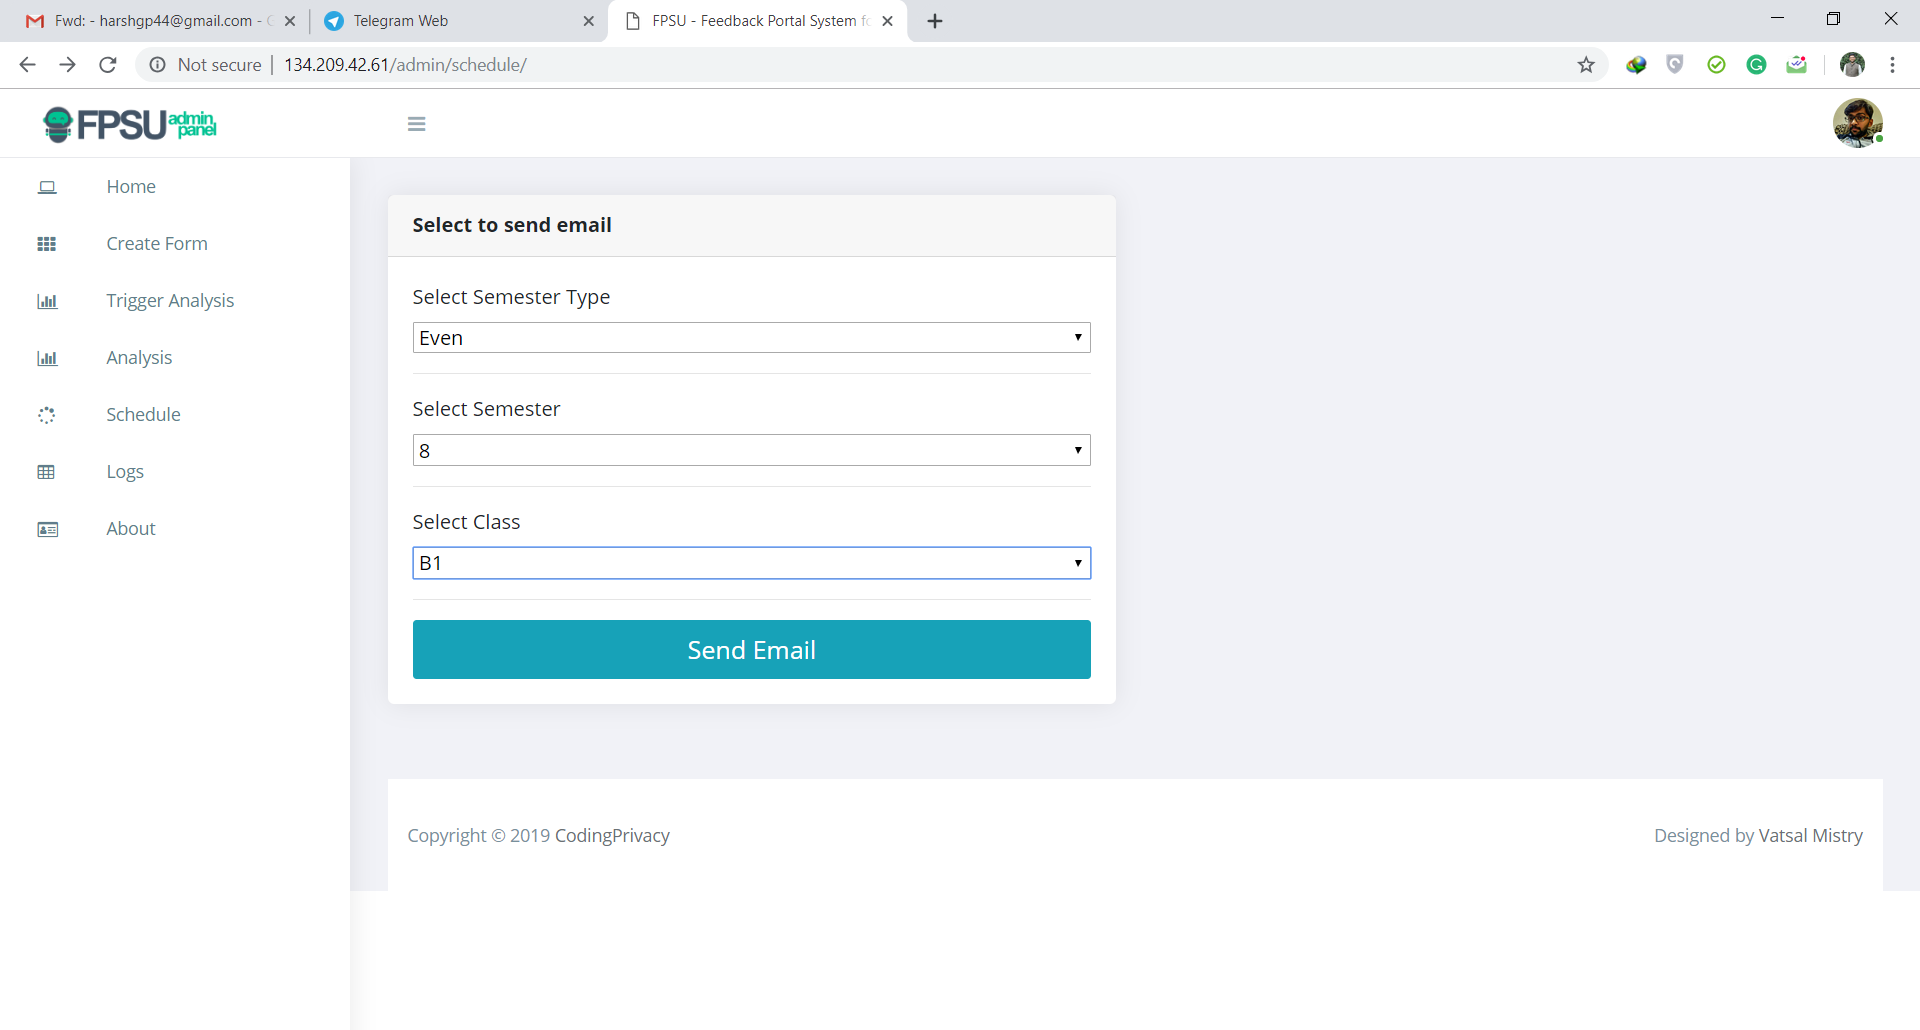 Fwd: - harshgp44@gmail.com -
Telegram Web
FPSU - Feedback Portal System
Not secure
134.209.42.61/admin/schedule/
FPSU admin panel
Home
Create Form
Trigger Analysis
Analysis
Schedule
Logs
About
Select to send email
Select Semester Type
Even
Select Semester
8
Select Class
B1
Send Email
Copyright © 2019 CodingPrivacy
Designed by Vatsal Mistry